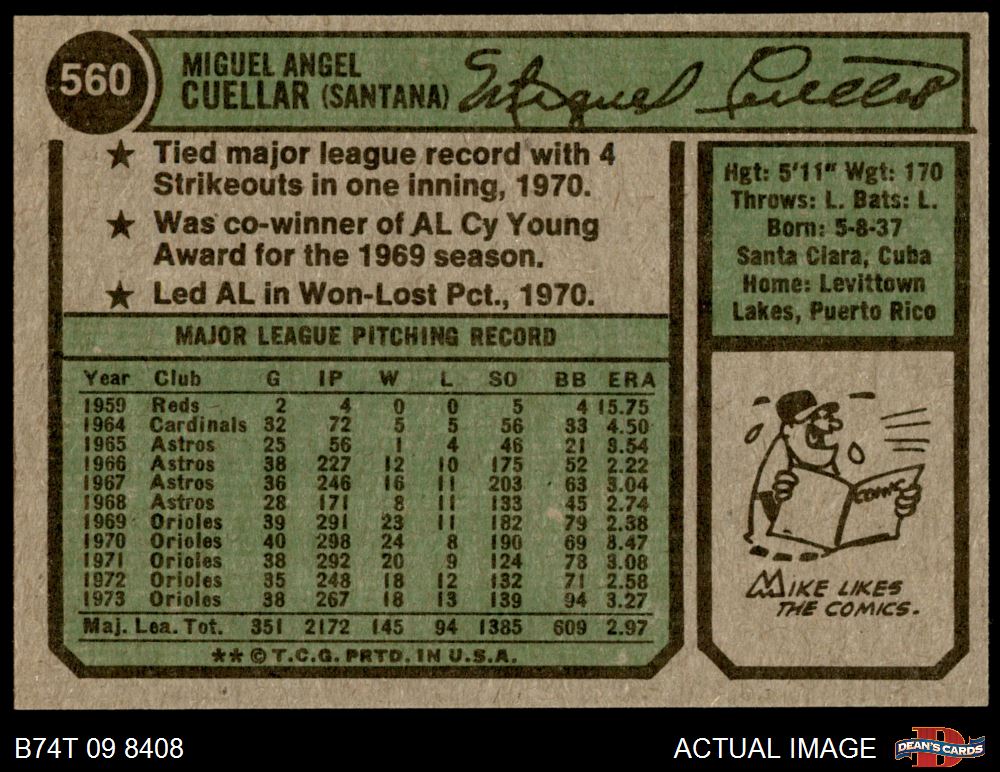 560
MIGUEL ANGEL
CUELLAR (SANTANA)
Miguel Cuellar
★ Tied major league record with 4
Strikeouts in one inning, 1970.
★ Was co-winner of AL Cy Young
Award for the 1969 season.
★ Led AL in Won-Lost Pct., 1970.
Hgt: 5'11" Wgt: 170
Throws: L. Bats: L.
Born: 5-8-37
Santa Clara, Cuba
Home: Levittown
Lakes, Puerto Rico
MAJOR LEAGUE PITCHING RECORD
Year Club G IP W L SO BB ERA
1959 Reds 2 4 0 0 5 4 15.75
1964 Cardinals 32 72 5 5 56 33 4.50
1965 Astros 25 56 1 4 46 21 3.54
1966 Astros 38 227 12 10 175 52 2.22
1967 Astros 36 246 16 11 203 63 3.04
1968 Astros 28 171 8 11 133 45 2.74
1969 Orioles 39 291 23 11 182 79 2.38
1970 Orioles 40 298 24 8 190 69 3.47
1971 Orioles 38 292 20 9 124 78 3.08
1972 Orioles 35 248 18 12 132 71 2.58
1973 Orioles 38 267 18 13 139 94 3.27
Maj. Lea. Tot. 351 2172 145 94 1385 609 2.97
** © T.C.G. PRTD. IN U.S.A.
COMIC
MIKE LIKES
THE COMICS.
B74T 09 8408
ACTUAL IMAGE
DEAN'S CARDS